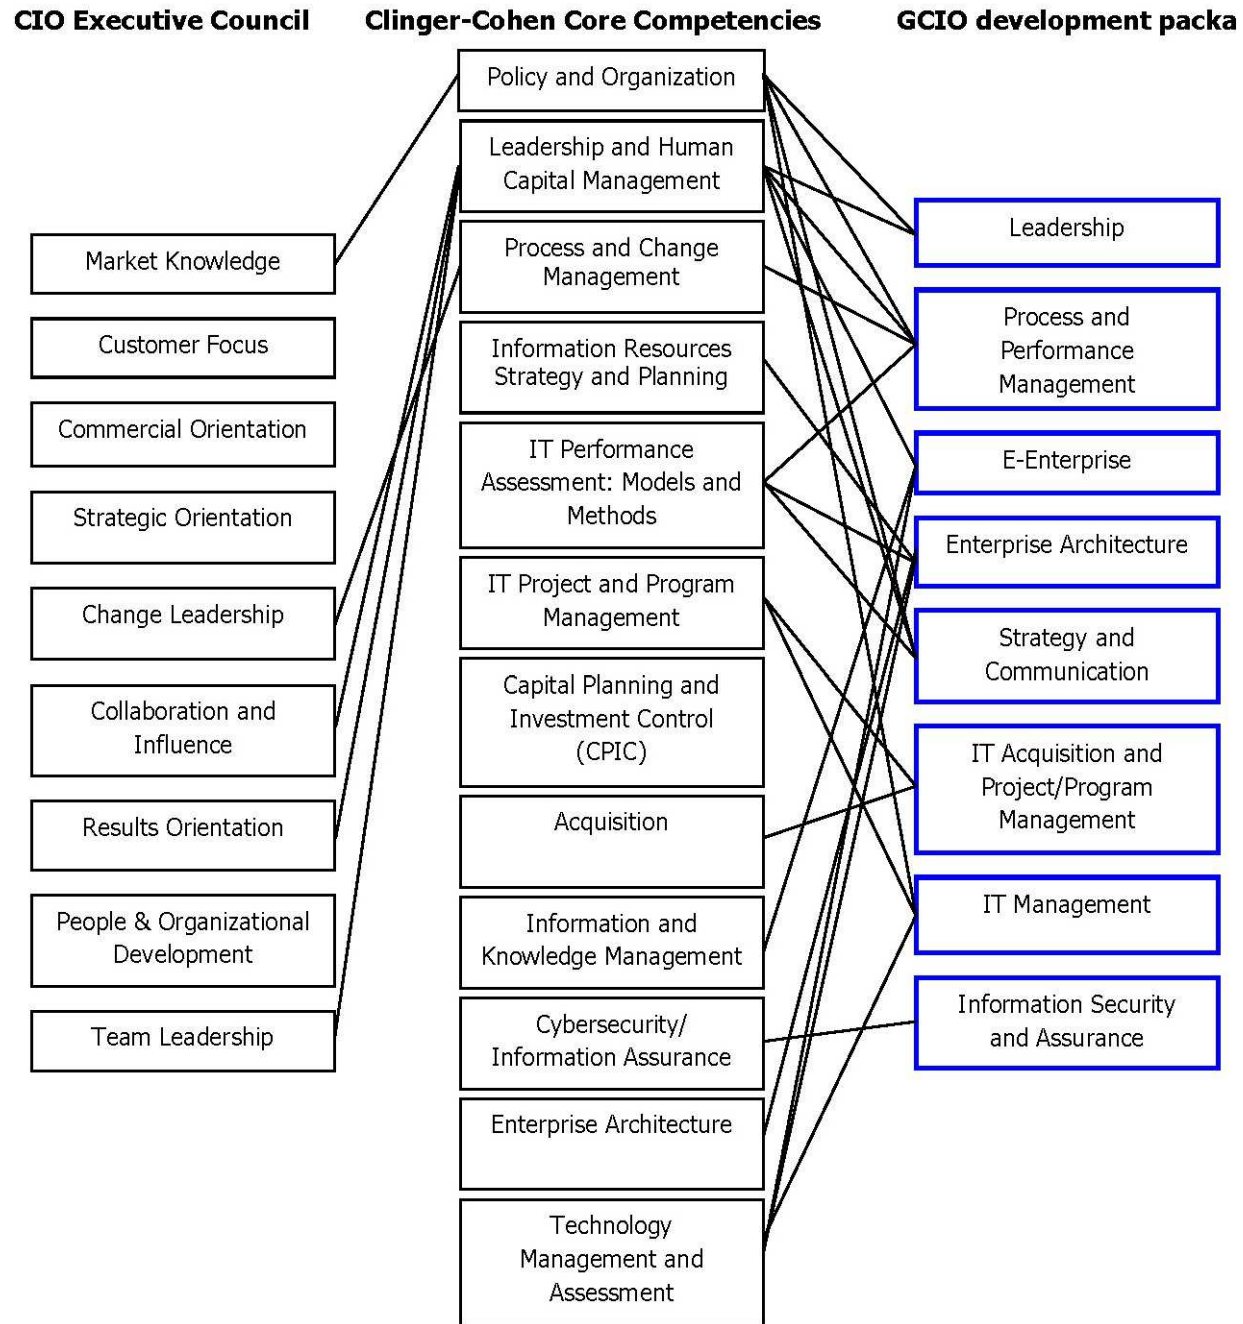 CIO Executive Council
Clinger-Cohen Core Competencies
GCIO development packa
Market Knowledge
Customer Focus
Commercial Orientation
Strategic Orientation
Change Leadership
Collaboration and
Influence
Results Orientation
People & Organizational
Development
Team Leadership
Policy and Organization
Leadership and Human
Capital Management
Process and Change
Management
Information Resources
Strategy and Planning
IT Performance
Assessment: Models and
Methods
IT Project and Program
Management
Capital Planning and
Investment Control
(CPIC)
Acquisition
Information and
Knowledge Management
Cybersecurity/
Information Assurance
Enterprise Architecture
Technology
Management and
Assessment
Leadership
Process and
Performance
Management
E-Enterprise
Enterprise Architecture
Strategy and
Communication
IT Acquisition and
Project/Program
Management
IT Management
Information Security
and Assurance